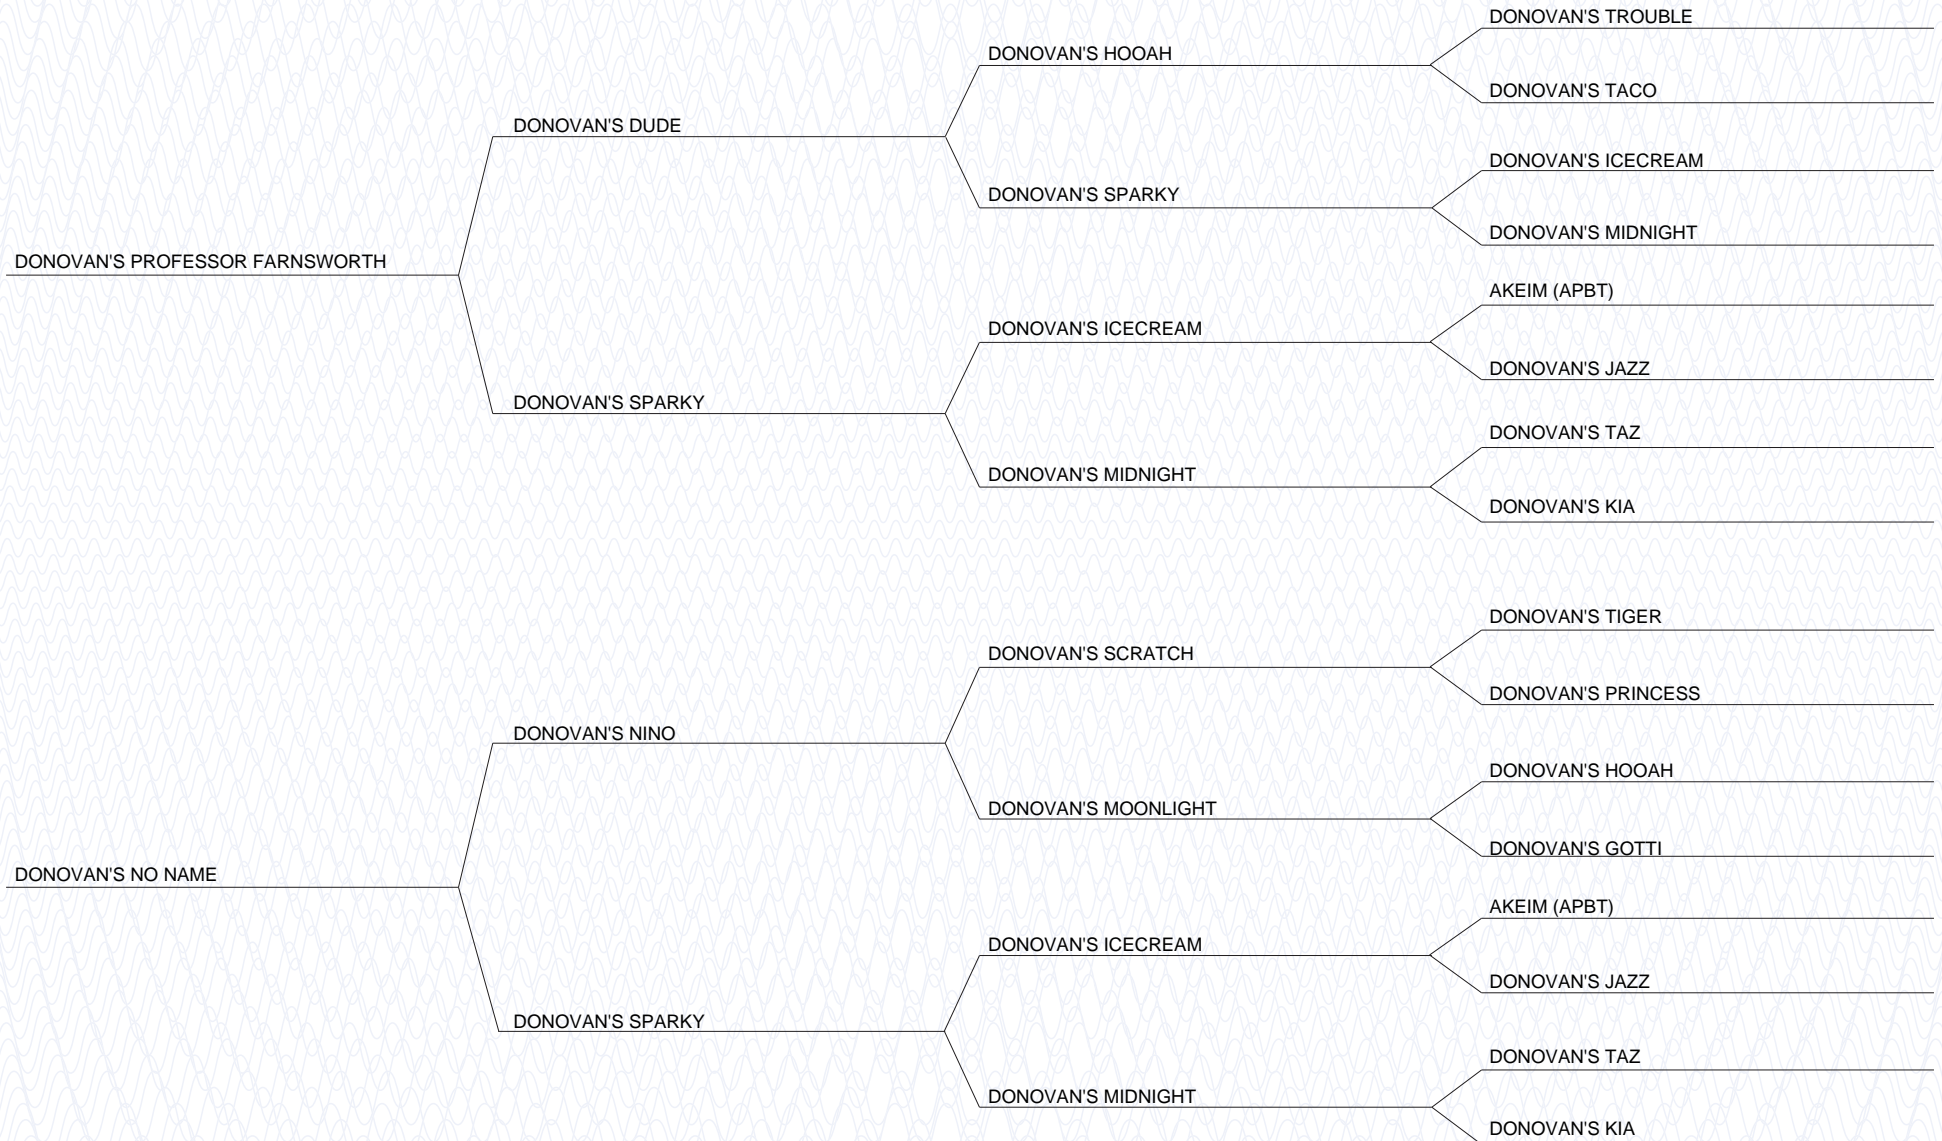 DONOVAN'S TROUBLE
DONOVAN'S HOOAH
DONOVAN'S TACO
DONOVAN'S DUDE
DONOVAN'S ICECREAM
DONOVAN'S SPARKY
DONOVAN'S MIDNIGHT
DONOVAN'S PROFESSOR FARNSWORTH
AKEIM (APBT)
DONOVAN'S ICECREAM
DONOVAN'S JAZZ
DONOVAN'S SPARKY
DONOVAN'S TAZ
DONOVAN'S MIDNIGHT
DONOVAN'S KIA
DONOVAN'S TIGER
DONOVAN'S SCRATCH
DONOVAN'S PRINCESS
DONOVAN'S NINO
DONOVAN'S HOOAH
DONOVAN'S MOONLIGHT
DONOVAN'S GOTTI
DONOVAN'S NO NAME
AKEIM (APBT)
DONOVAN'S ICECREAM
DONOVAN'S JAZZ
DONOVAN'S SPARKY
DONOVAN'S TAZ
DONOVAN'S MIDNIGHT
DONOVAN'S KIA